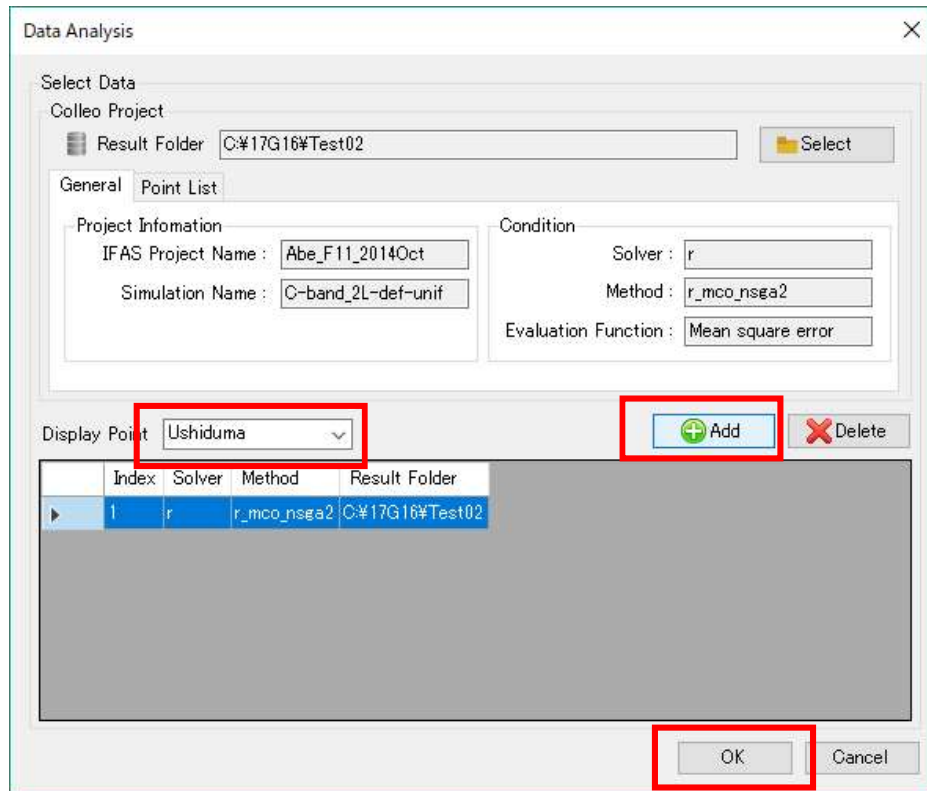 Data Analysis
Select Data
Colleo Project
Result Folder C:¥17G16¥Test02 Select
General Point List
Project Infomation
IFAS Project Name : Abe_F11_2014Oct
Simulation Name : C-band_2L-def-unif
Condition
Solver : r
Method : r_mco_nsga2
Evaluation Function : Mean square error
Display Point Ushiduma Add Delete
Index Solver Method Result Folder
1 r r_mco_nsga2 C:¥17G16¥Test02
OK Cancel